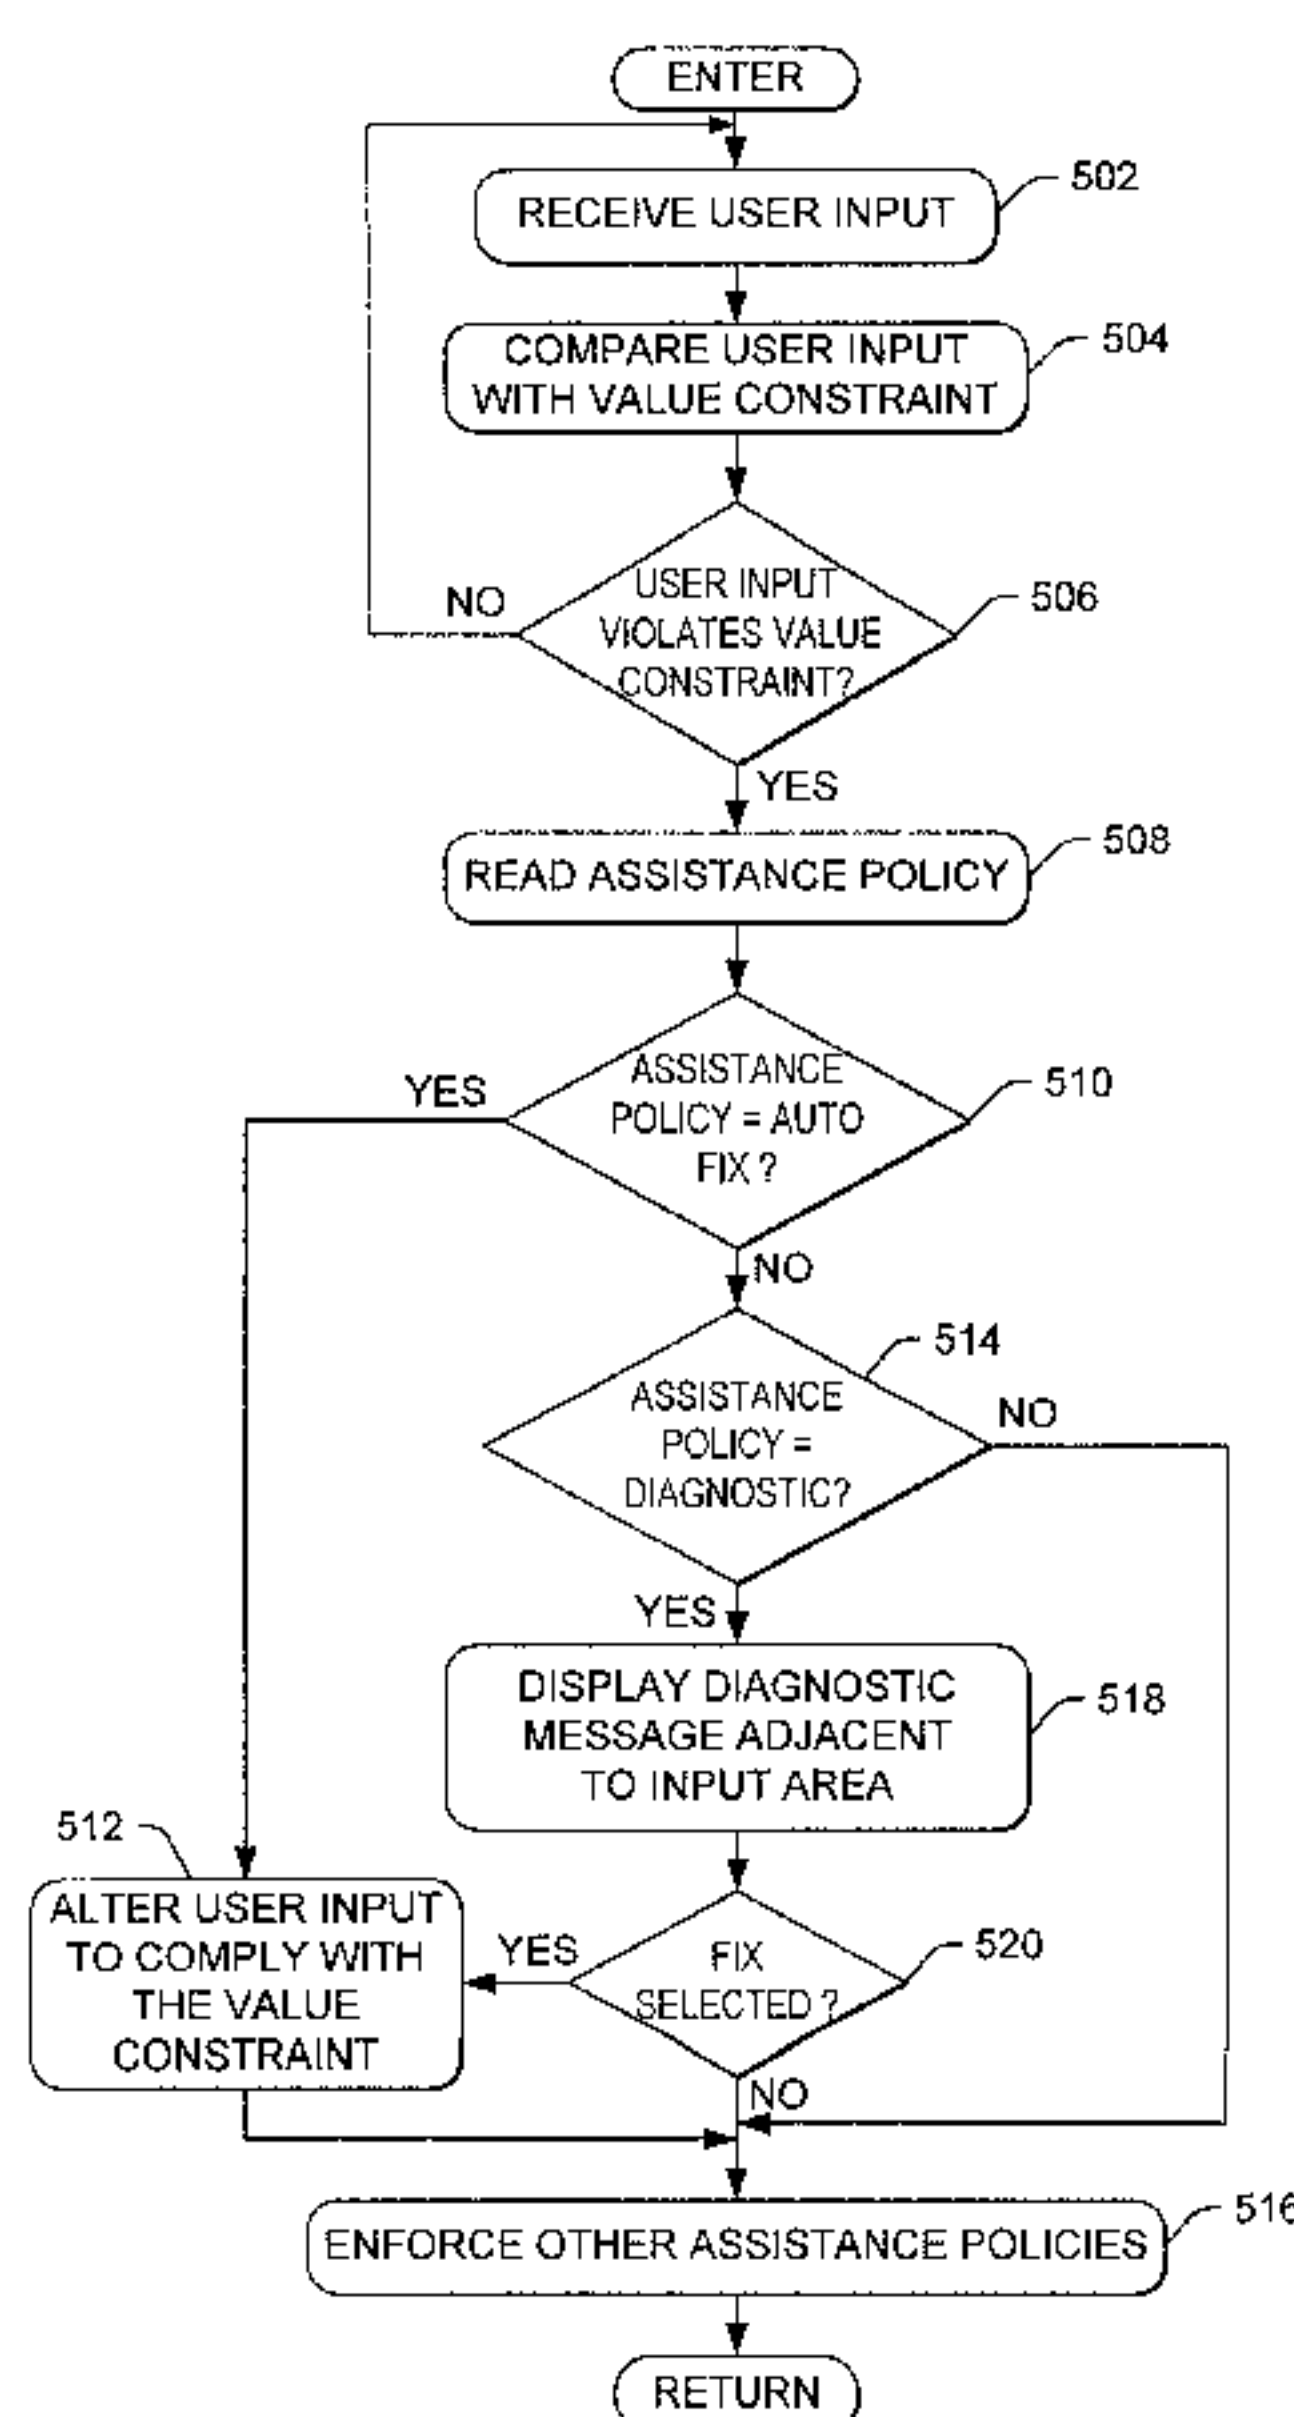 ENTER
RECEIVE USER INPUT
502
COMPARE USER INPUT
WITH VALUE CONSTRAINT
504
USER INPUT
VIOLATES VALUE
CONSTRAINT?
506
NO
YES
READ ASSISTANCE POLICY
508
ASSISTANCE
POLICY = AUTO
FIX ?
510
YES
NO
ASSISTANCE
POLICY =
DIAGNOSTIC?
514
NO
YES
DISPLAY DIAGNOSTIC
MESSAGE ADJACENT
TO INPUT AREA
518
512
ALTER USER INPUT
TO COMPLY WITH
THE VALUE
CONSTRAINT
YES
FIX
SELECTED ?
520
NO
ENFORCE OTHER ASSISTANCE POLICIES
516
RETURN